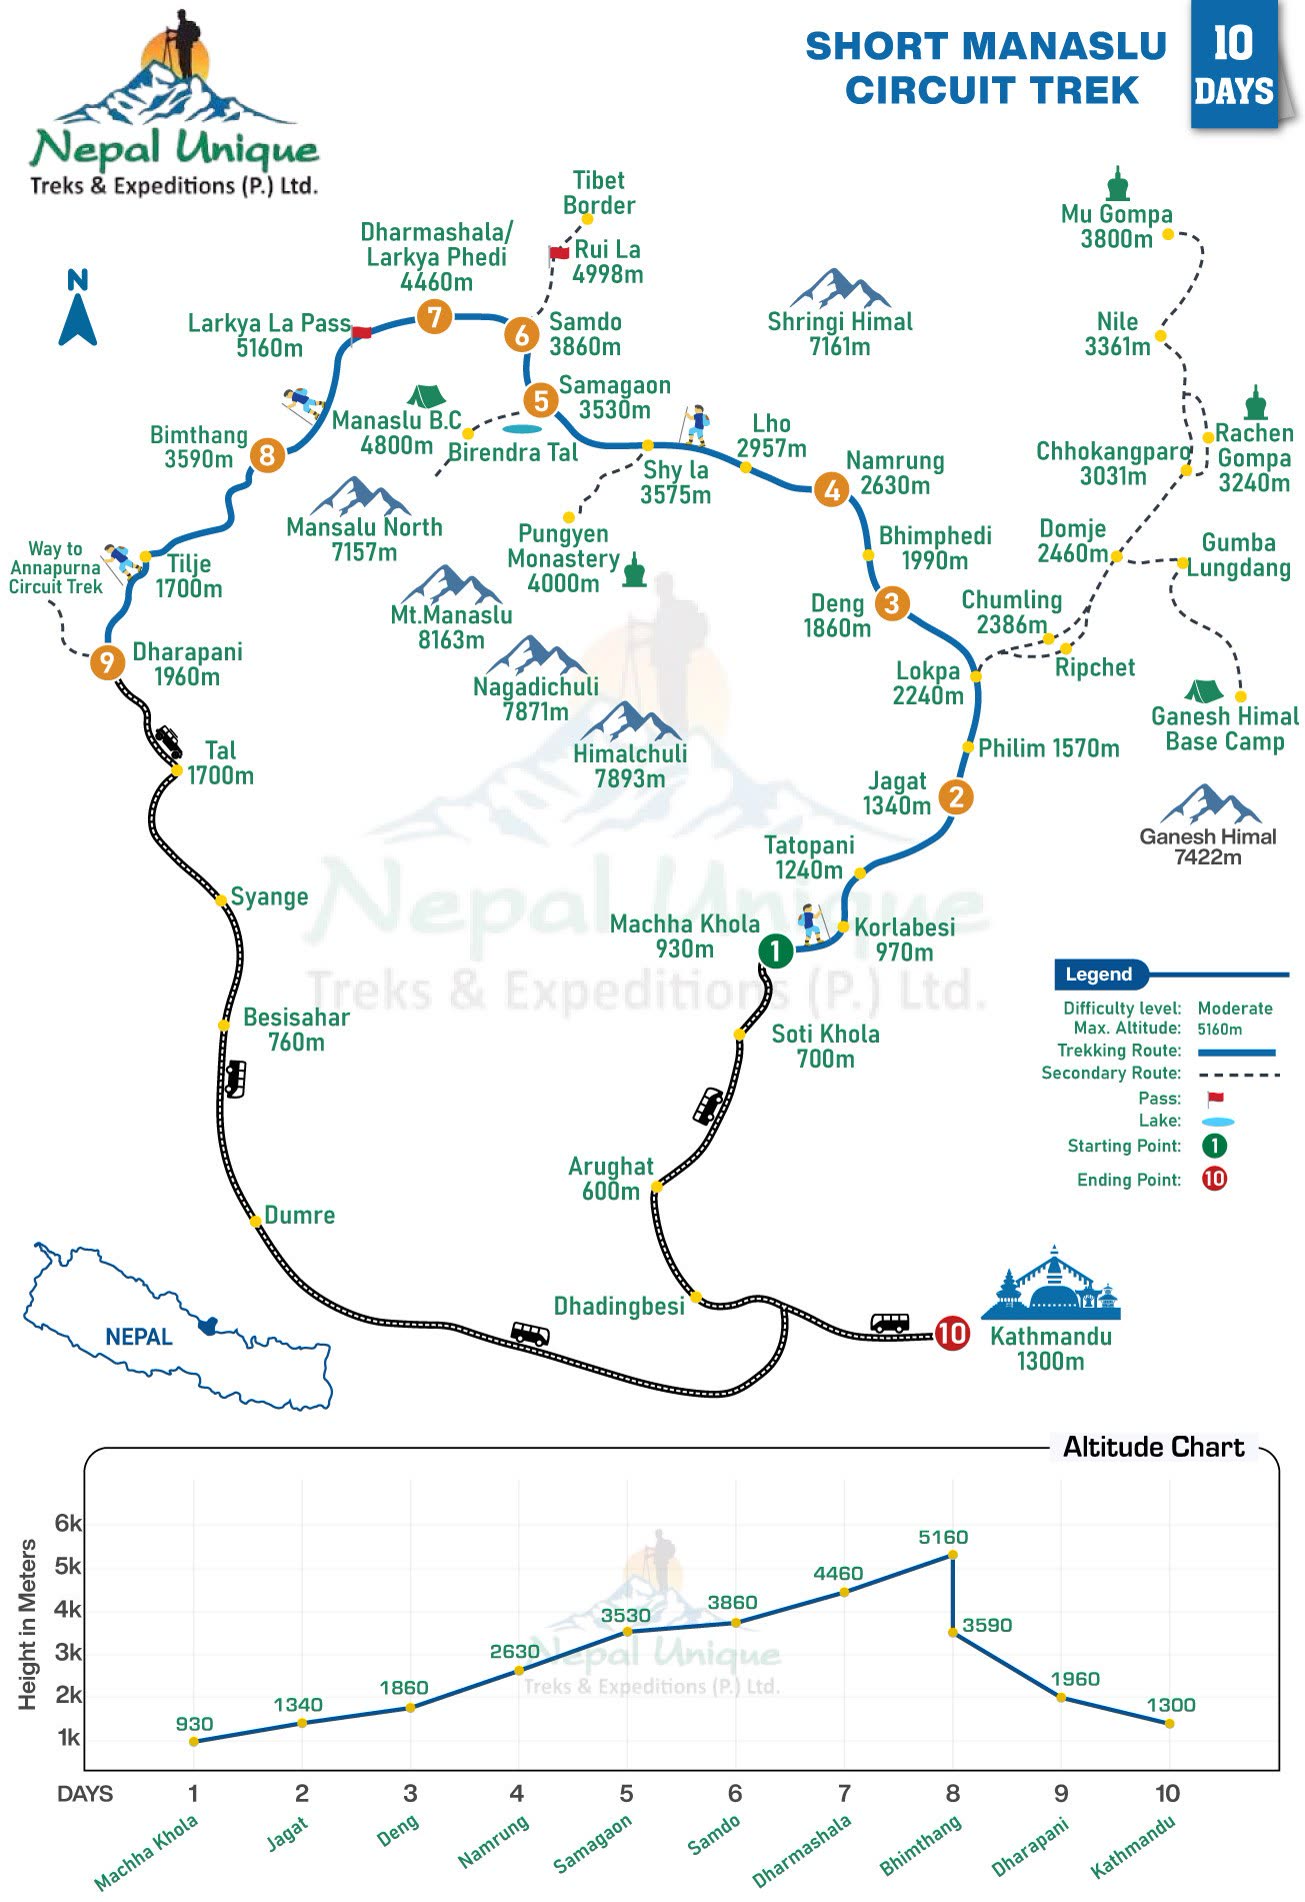 Nepal Unique
Treks & Expeditions (P.) Ltd.
SHORT MANASLU
CIRCUIT TREK
10
DAYS
N
Tibet
Border
Rui La
4998m
Dharmashala/
Larkya Phedi
4460m
7
6
Samdo
3860m
Larkya La Pass
5160m
5
Samagaon
3530m
Manaslu B.C
4800m
Birendra Tal
Bimthang
3590m
8
Shringi Himal
7161m
Mu Gompa
3800m
Nile
3361m
Rachen
Gompa
3240m
Chhokangparo
3031m
Lho
2957m
Shy la
3575m
4
Namrung
2630m
Mansalu North
7157m
Pungyen
Monastery
4000m
Bhimphedi
1990m
Domje
2460m
Gumba
Lungdang
Way to
Annapurna
Circuit Trek
Tilje
1700m
Mt.Manaslu
8163m
Deng
1860m
3
Chumling
2386m
Ripchet
9
Dharapani
1960m
Nagadichuli
7871m
Lokpa
2240m
Ganesh Himal
Base Camp
Himalchuli
7893m
Philim 1570m
Tal
1700m
Jagat
1340m
2
Ganesh Himal
7422m
Tatopani
1240m
Syange
Nepal Unique
Treks & Expeditions (P.) Ltd.
Machha Khola
930m
1
Korlabesi
970m
Besisahar
760m
Soti Khola
700m
Legend
Difficulty level: Moderate
Max. Altitude: 5160m
Trekking Route:
Secondary Route:
Pass:
Lake:
Starting Point: 1
Ending Point: 10
Arughat
600m
Dumre
Dhadingbesi
10
Kathmandu
1300m
NEPAL
Altitude Chart
Height in Meters
6k
5k
4k
3k
2k
1k
930
1340
1860
2630
3530
3860
4460
5160
3590
1960
1300
Nepal Unique
Treks & Expeditions (P.) Ltd.
DAYS 1 2 3 4 5 6 7 8 9 10
Machha Khola
Jagat
Deng
Namrung
Samagaon
Samdo
Dharmashala
Bhimthang
Dharapani
Kathmandu